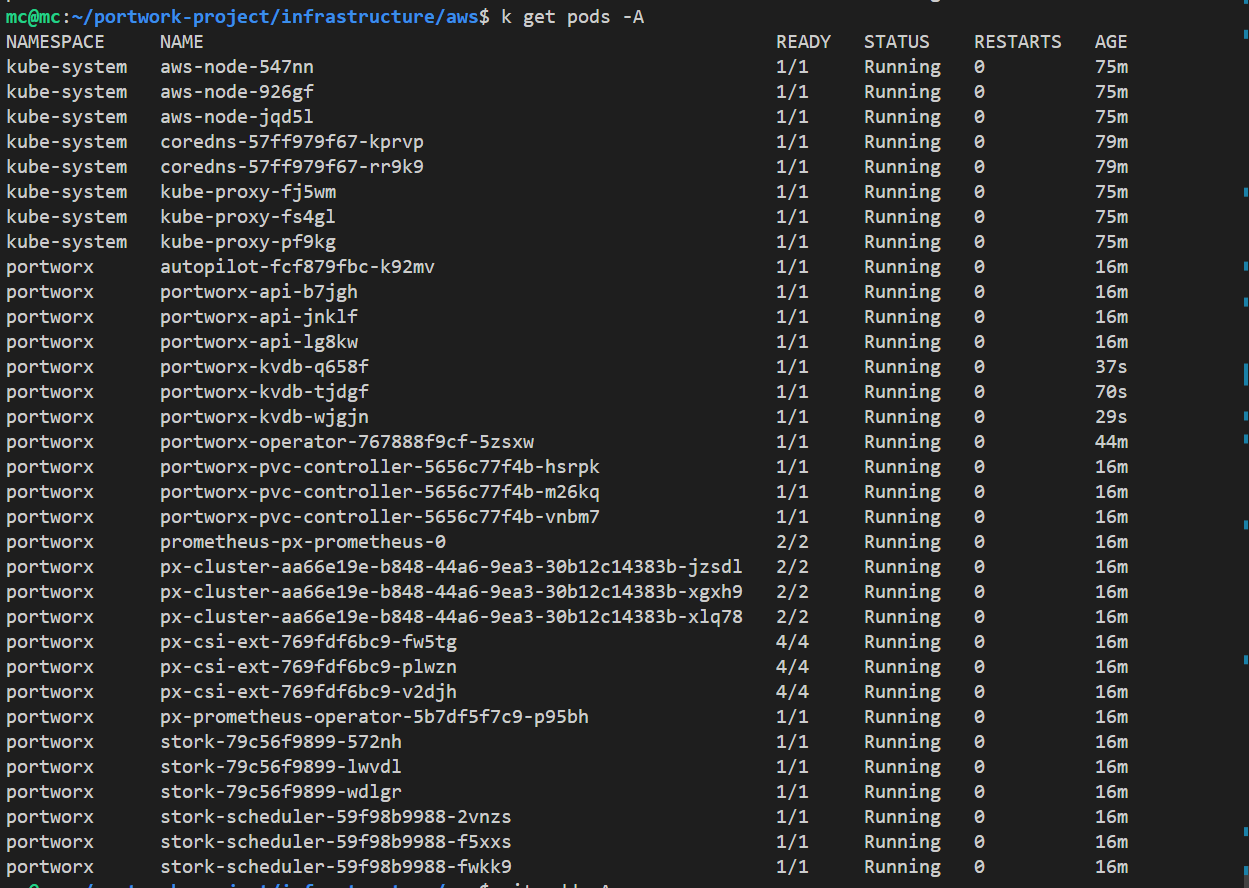 mc@mc:~/portwork-project/infrastructure/aws$ k get pods -A
NAMESPACE NAME READY STATUS RESTARTS AGE
kube-system aws-node-547nn 1/1 Running 0 75m
kube-system aws-node-926gf 1/1 Running 0 75m
kube-system aws-node-jqd5l 1/1 Running 0 75m
kube-system coredns-57ff979f67-kprvp 1/1 Running 0 79m
kube-system coredns-57ff979f67-rr9k9 1/1 Running 0 79m
kube-system kube-proxy-fj5wm 1/1 Running 0 75m
kube-system kube-proxy-fs4gl 1/1 Running 0 75m
kube-system kube-proxy-pf9kg 1/1 Running 0 75m
portworx autopilot-fcf879fbc-k92mv 1/1 Running 0 16m
portworx portworx-api-b7jgh 1/1 Running 0 16m
portworx portworx-api-jnklf 1/1 Running 0 16m
portworx portworx-api-lg8kw 1/1 Running 0 16m
portworx portworx-kvdb-q658f 1/1 Running 0 37s
portworx portworx-kvdb-tjdgf 1/1 Running 0 70s
portworx portworx-kvdb-wjgjn 1/1 Running 0 29s
portworx portworx-operator-767888f9cf-5zsxw 1/1 Running 0 44m
portworx portworx-pvc-controller-5656c77f4b-hsrpk 1/1 Running 0 16m
portworx portworx-pvc-controller-5656c77f4b-m26kq 1/1 Running 0 16m
portworx portworx-pvc-controller-5656c77f4b-vnbm7 1/1 Running 0 16m
portworx prometheus-px-prometheus-0 2/2 Running 0 16m
portworx px-cluster-aa66e19e-b848-44a6-9ea3-30b12c14383b-jzsdl 2/2 Running 0 16m
portworx px-cluster-aa66e19e-b848-44a6-9ea3-30b12c14383b-xgxh9 2/2 Running 0 16m
portworx px-cluster-aa66e19e-b848-44a6-9ea3-30b12c14383b-xlq78 2/2 Running 0 16m
portworx px-csi-ext-769fdf6bc9-fw5tg 4/4 Running 0 16m
portworx px-csi-ext-769fdf6bc9-plwzn 4/4 Running 0 16m
portworx px-csi-ext-769fdf6bc9-v2djh 4/4 Running 0 16m
portworx px-prometheus-operator-5b7df5f7c9-p95bh 1/1 Running 0 16m
portworx stork-79c56f9899-572nh 1/1 Running 0 16m
portworx stork-79c56f9899-lwvdl 1/1 Running 0 16m
portworx stork-79c56f9899-wdlgr 1/1 Running 0 16m
portworx stork-scheduler-59f98b9988-2vnzs 1/1 Running 0 16m
portworx stork-scheduler-59f98b9988-f5xxs 1/1 Running 0 16m
portworx stork-scheduler-59f98b9988-fwkk9 1/1 Running 0 16m